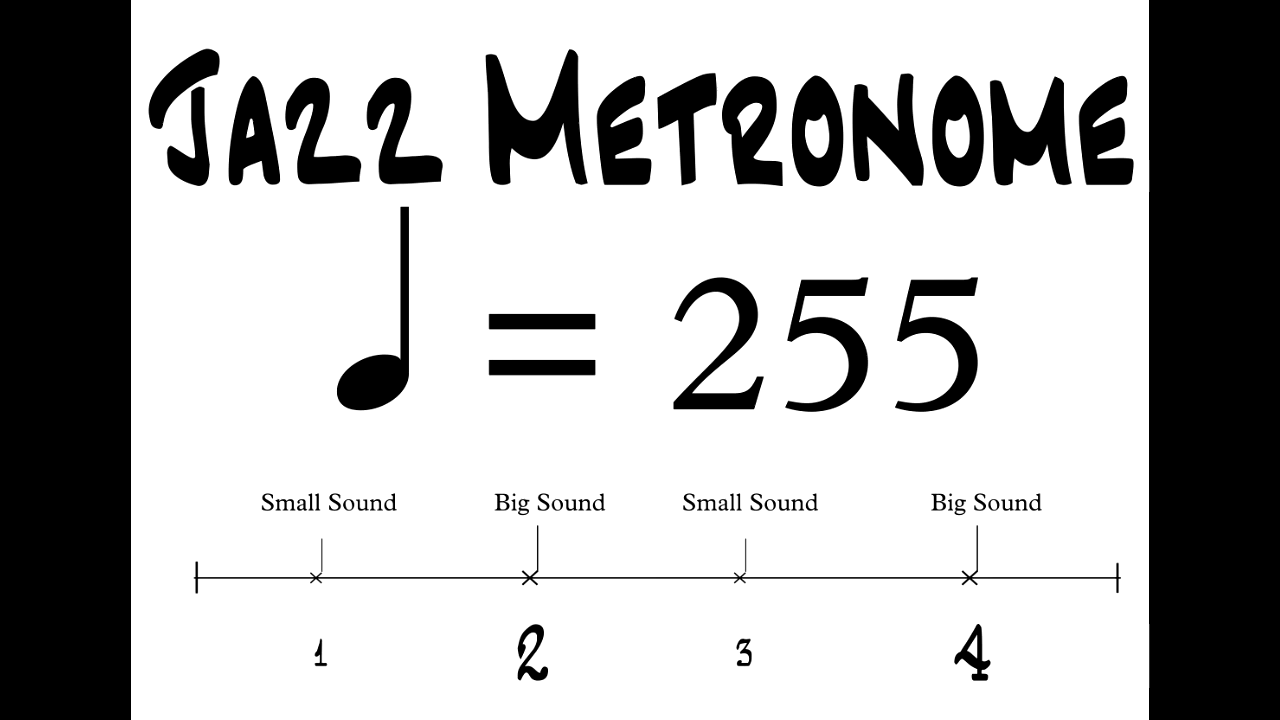 Jazz Metronome
♩ = 255
Small Sound Big Sound Small Sound Big Sound
1 2 3 4